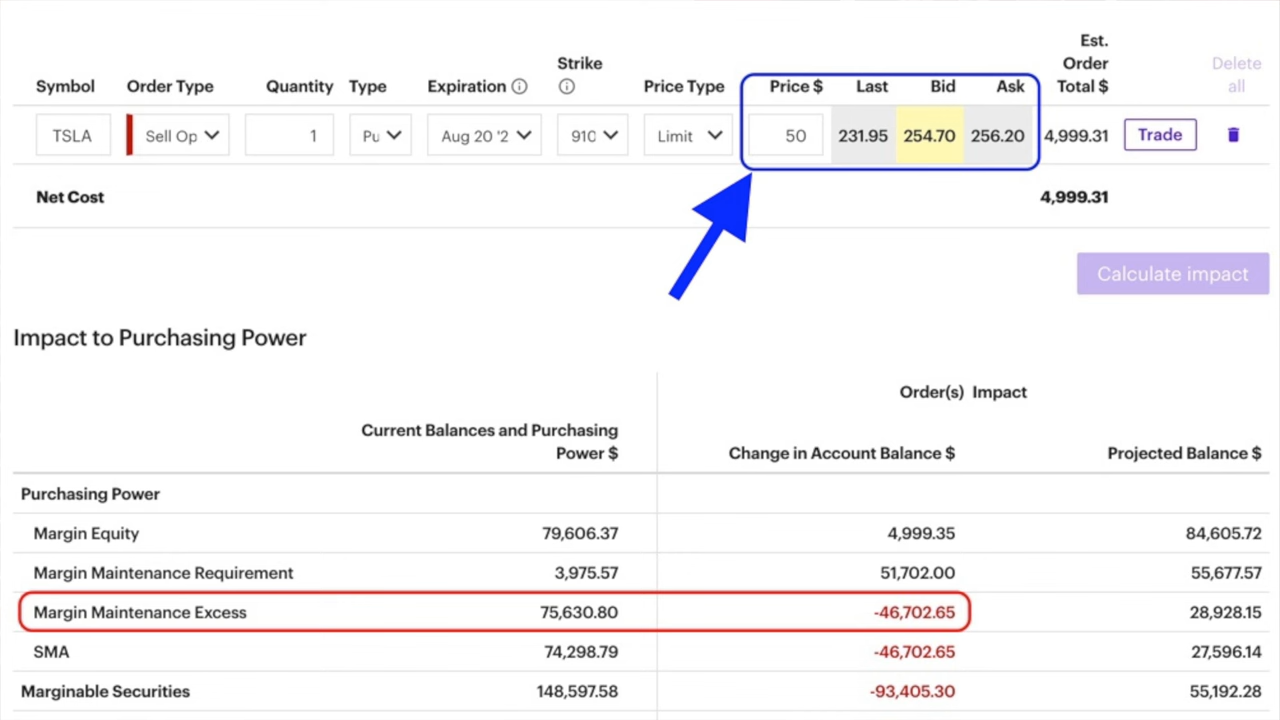 Symbol Order Type Quantity Type Expiration Strike Price Type Price $ Last Bid Ask Est. Order Total $ Delete all
TSLA Sell Op 1 Pu Aug 20 '2 910 Limit 50 231.95 254.70 256.20 4,999.31 Trade
Net Cost 4,999.31
Calculate impact
Impact to Purchasing Power
Order(s) Impact
Current Balances and Purchasing Power $ Change in Account Balance $ Projected Balance $
Purchasing Power
Margin Equity 79,606.37 4,999.35 84,605.72
Margin Maintenance Requirement 3,975.57 51,702.00 55,677.57
Margin Maintenance Excess 75,630.80 -46,702.65 28,928.15
SMA 74,298.79 -46,702.65 27,596.14
Marginable Securities 148,597.58 -93,405.30 55,192.28